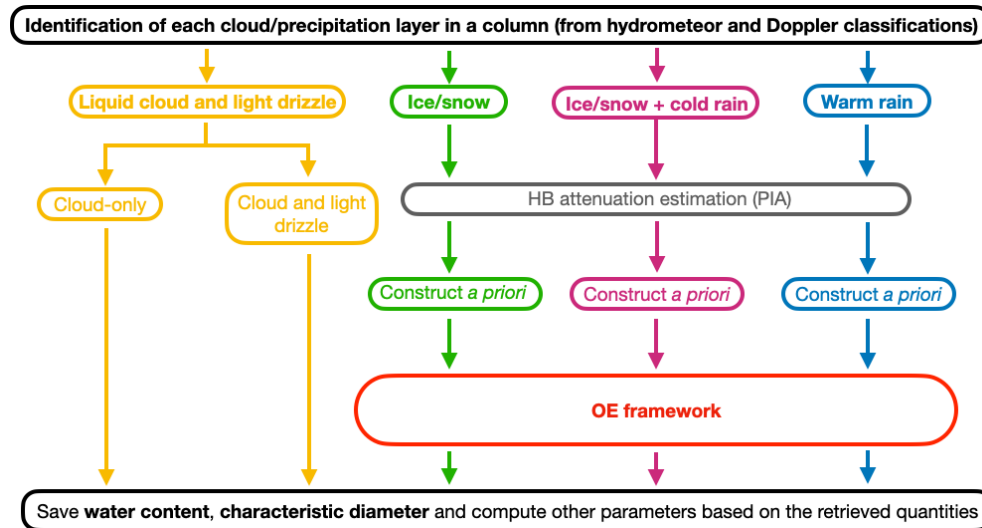 Identification of each cloud/precipitation layer in a column (from hydrometeor and Doppler classifications)
Liquid cloud and light drizzle
Ice/snow
Ice/snow + cold rain
Warm rain
Cloud-only
Cloud and light
drizzle
HB attenuation estimation (PIA)
Construct a priori
Construct a priori
Construct a priori
OE framework
Save water content, characteristic diameter and compute other parameters based on the retrieved quantities